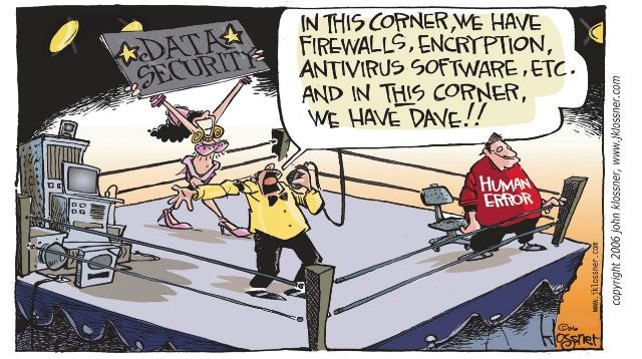 DATA
SECURITY
IN THIS CORNER, WE HAVE
FIREWALLS, ENCRYPTION,
ANTIVIRUS SOFTWARE, ETC.
AND IN THIS CORNER,
WE HAVE DAVE!!
HUMAN
ERROR
www.jklossner.com
©06
Klossner
copyright 2006 john klossner, www.jklossner.com